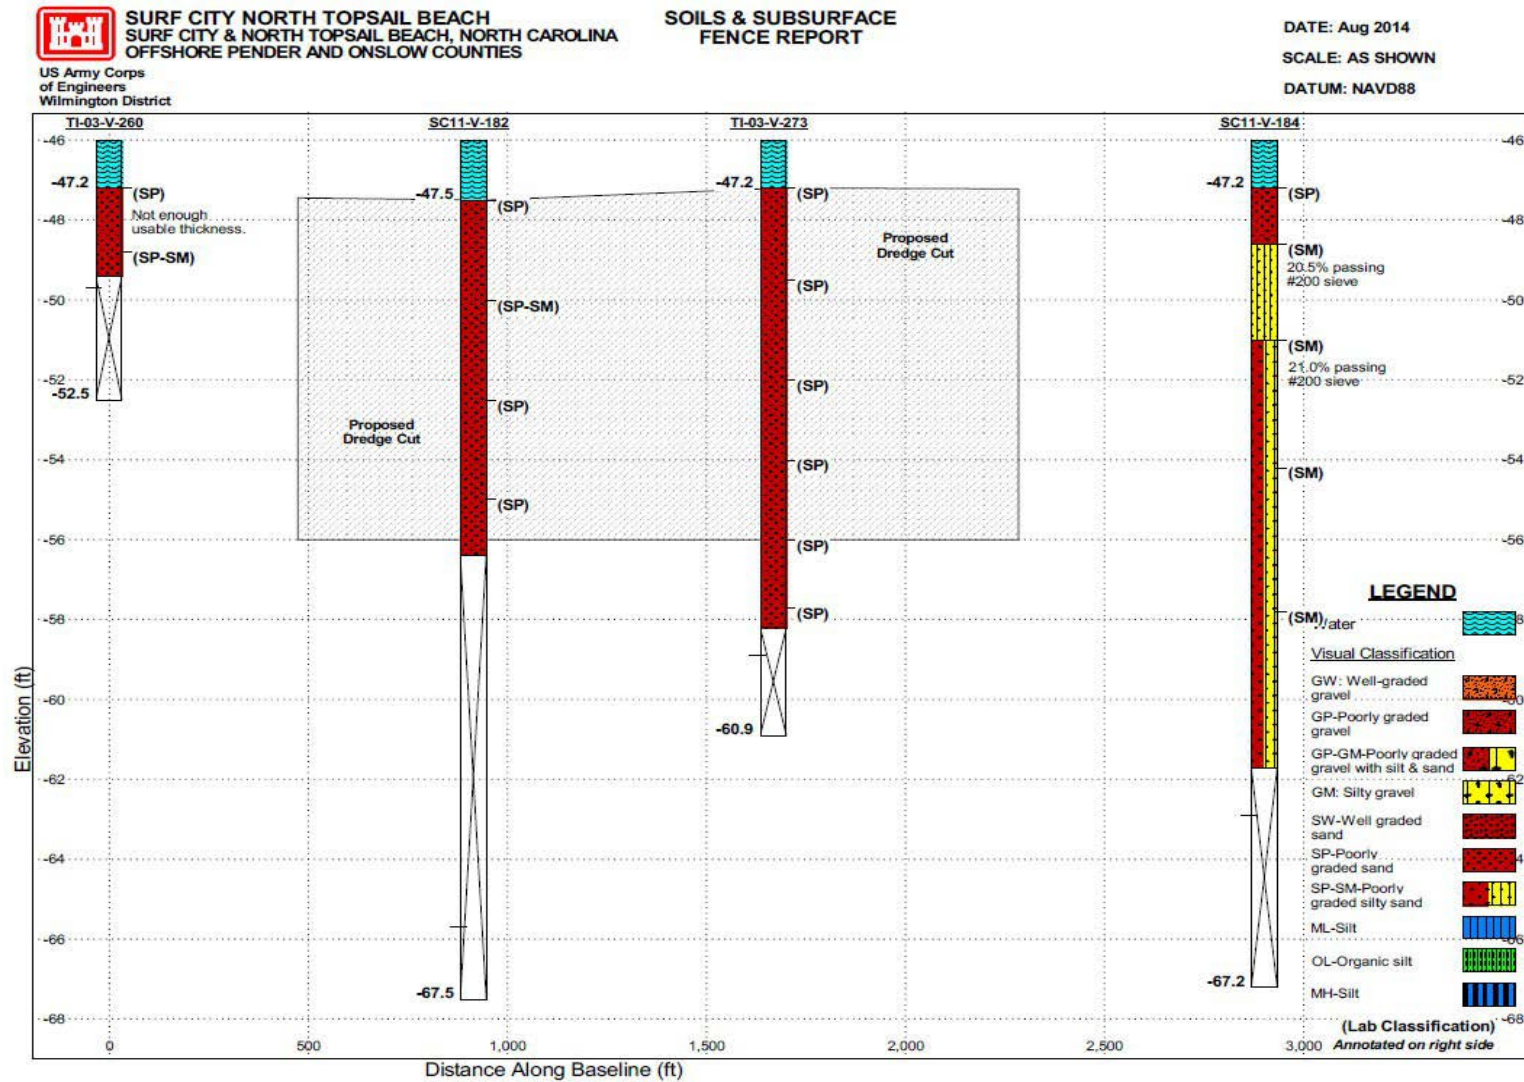 SURF CITY NORTH TOPSAIL BEACH
SURF CITY & NORTH TOPSAIL BEACH, NORTH CAROLINA
OFFSHORE PENDER AND ONSLOW COUNTIES
SOILS & SUBSURFACE
FENCE REPORT
DATE: Aug 2014
SCALE: AS SHOWN
DATUM: NAVD88
US Army Corps
of Engineers
Wilmington District
TI-03-V-260
SC11-V-182
TI-03-V-273
SC11-V-184
-46
-46
-47.2
(SP)
-47.5
(SP)
-47.2
(SP)
-47.2
(SP)
Not enough
usable thickness.
-48
-48
(SP-SM)
Proposed
Dredge Cut
(SM)
20.5% passing
#200 sieve
(SP)
-50
-50
(SP-SM)
(SM)
21.0% passing
#200 sieve
-52
-52
-52.5
(SP)
(SP)
Proposed
Dredge Cut
-54
-54
(SP)
(SM)
(SP)
-56
-56
(SP)
-58
(SP)
(SM)
-60
-60.9
-62
-64
-66
-67.5
-67.2
-68
-68
Elevation (ft)
0
500
1,000
1,500
2,000
2,500
3,000
Distance Along Baseline (ft)
LEGEND
Water
Visual Classification
GW: Well-graded
gravel
GP-Poorly graded
gravel
GP-GM-Poorly graded
gravel with silt & sand
GM: Silty gravel
SW-Well graded
sand
SP-Poorly
graded sand
SP-SM-Poorly
graded silty sand
ML-Silt
OL-Organic silt
MH-Silt
(Lab Classification)
Annotated on right side